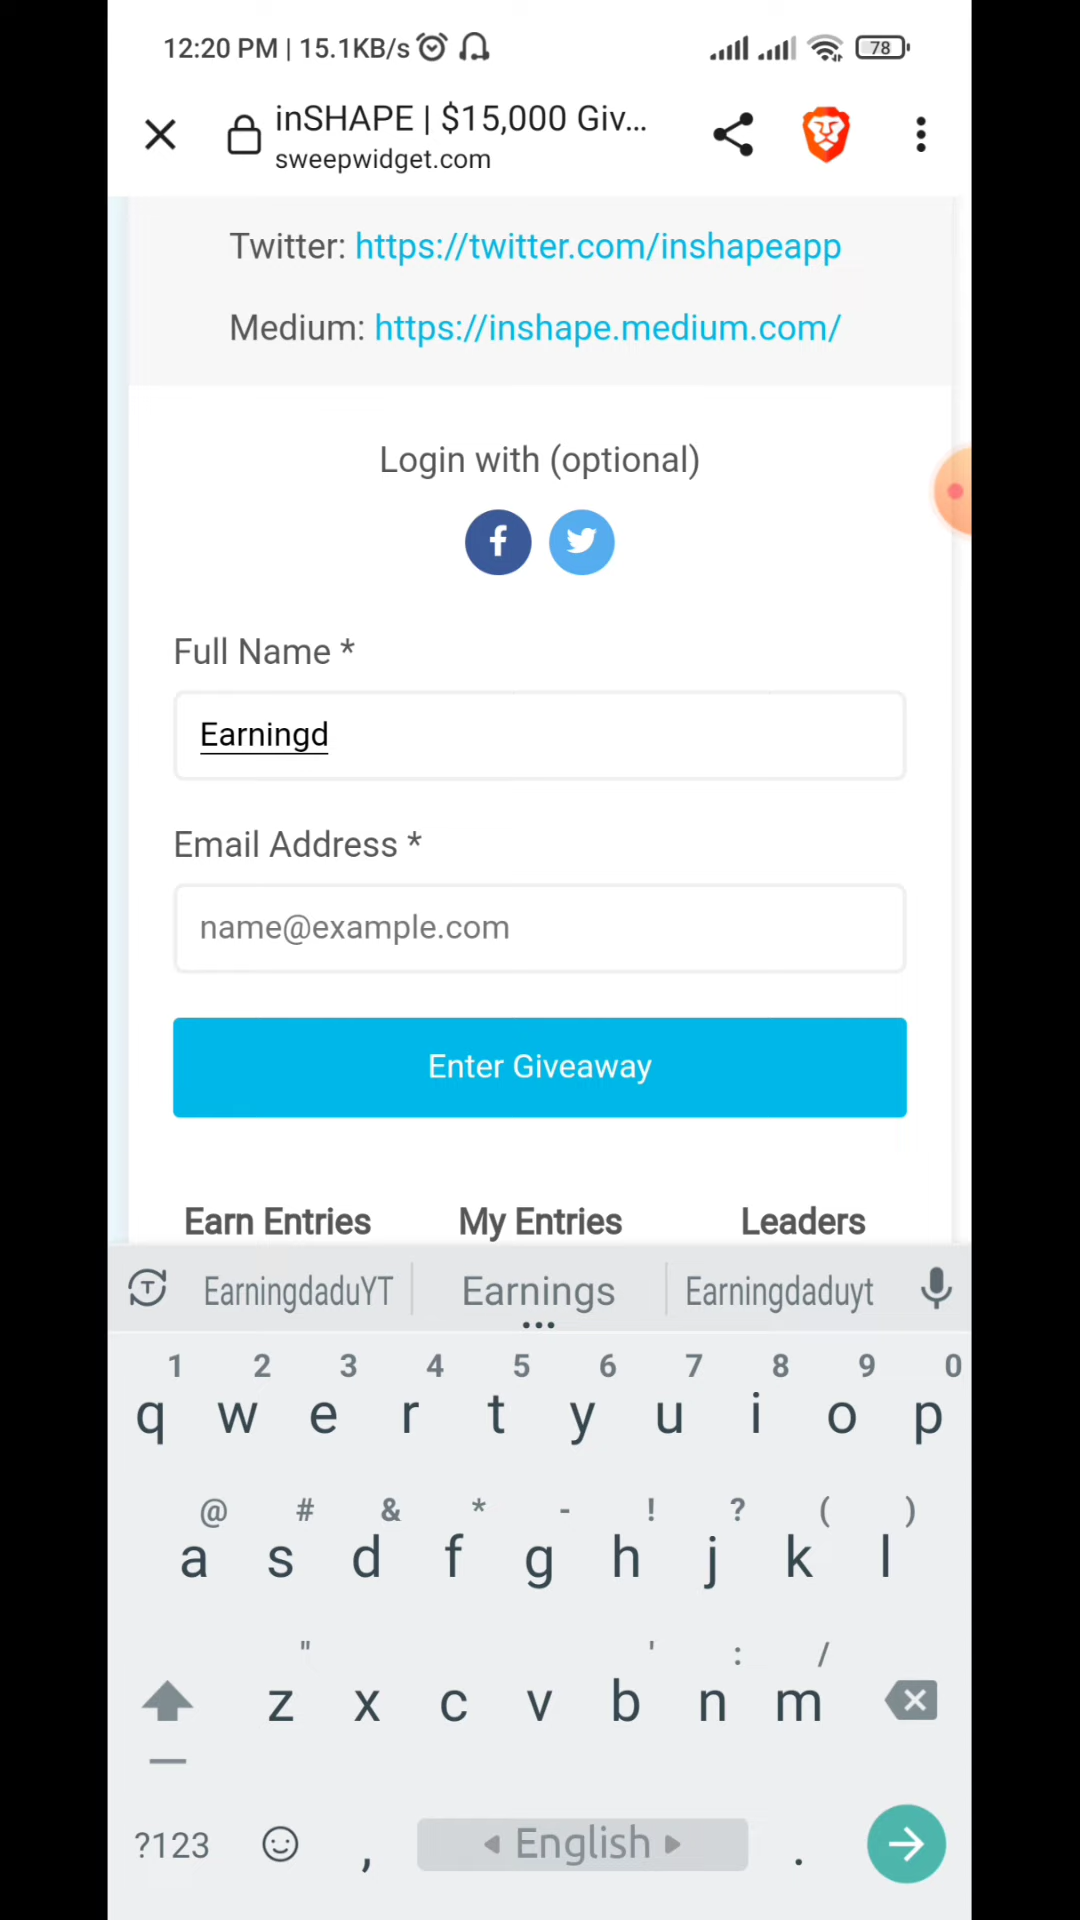 12:20 PM | 15.1KB/s 78
inSHAPE | $15,000 Giv...
sweepwidget.com
Twitter: https://twitter.com/inshapeapp
Medium: https://inshape.medium.com/
Login with (optional)
Full Name *
Earningd
Email Address *
name@example.com
Enter Giveaway
Earn Entries My Entries Leaders
EarningdaduYT Earnings Earningdaduyt
1 2 3 4 5 6 7 8 9 0
q w e r t y u i o p
@ # & * - ! ? ( )
a s d f g h j k l
" ' : /
z x c v b n m
?123 , English .